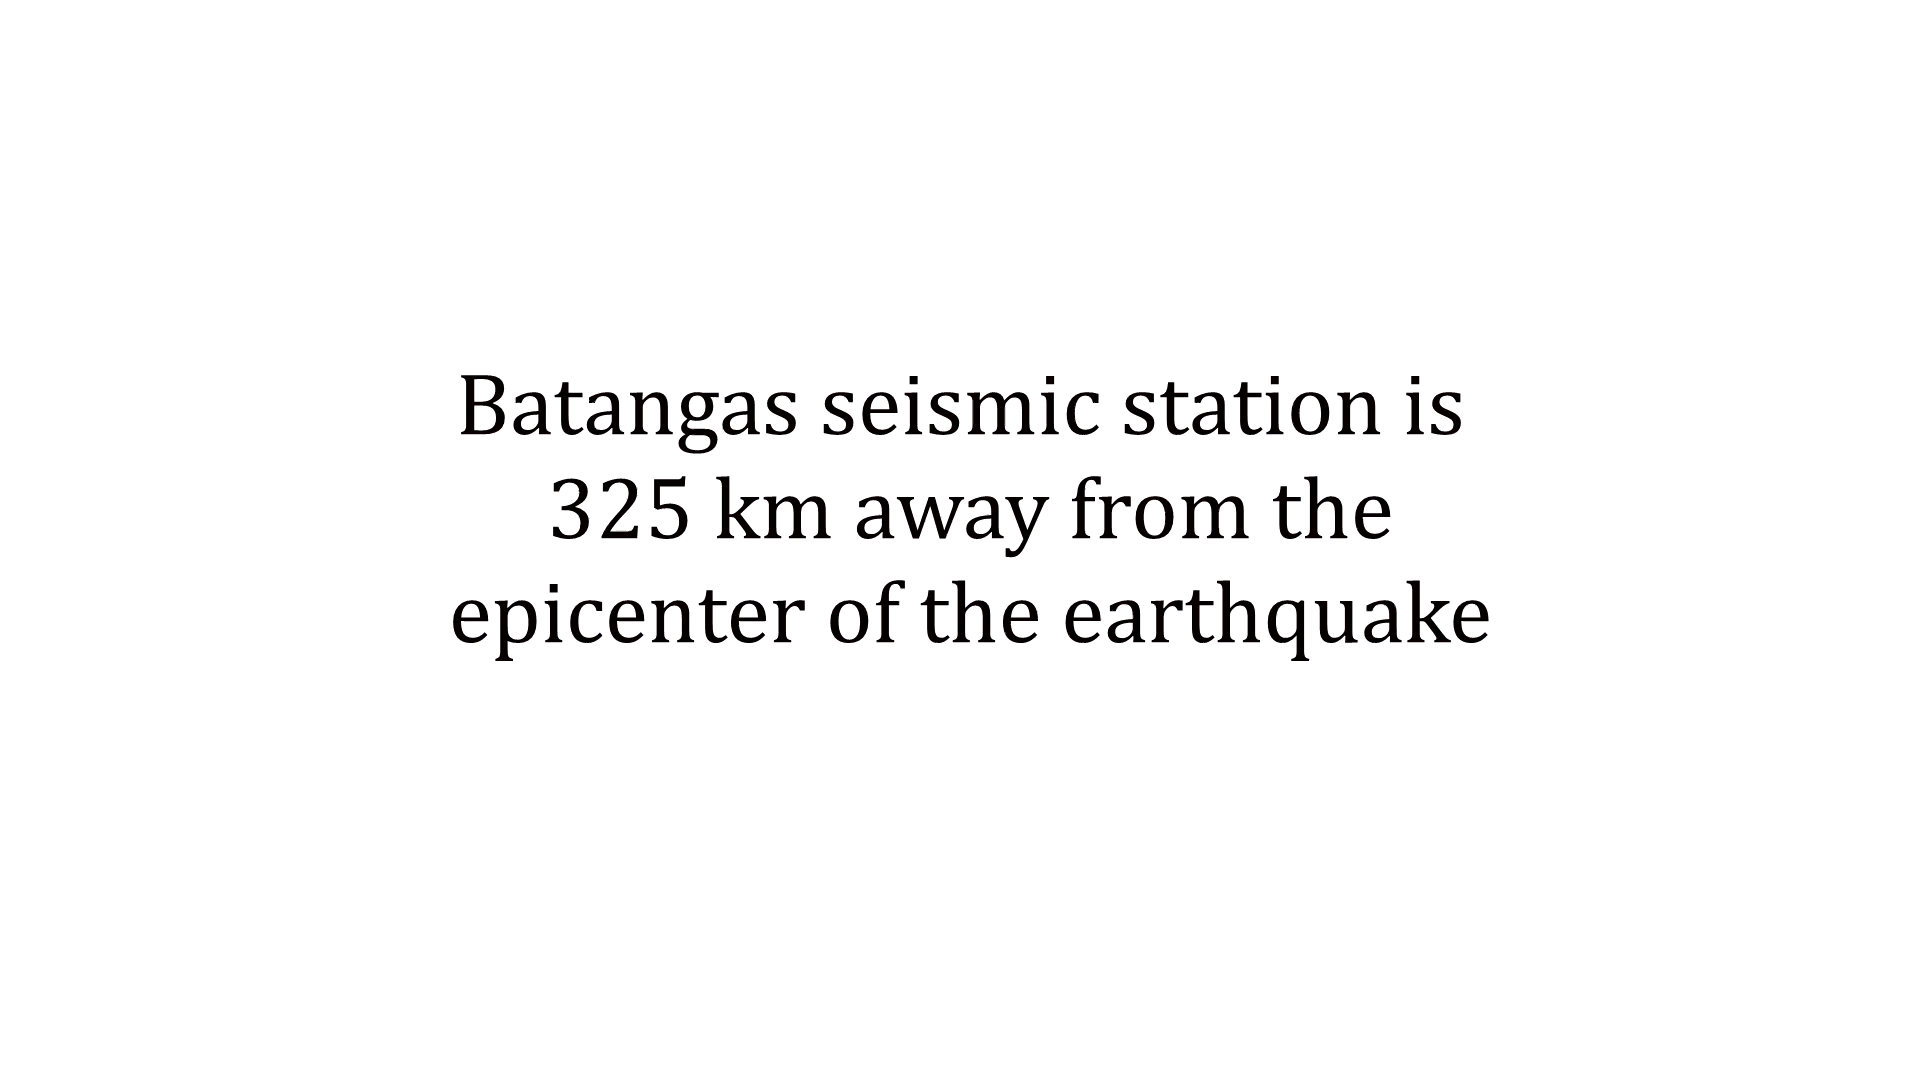 Batangas seismic station is
325 km away from the
epicenter of the earthquake